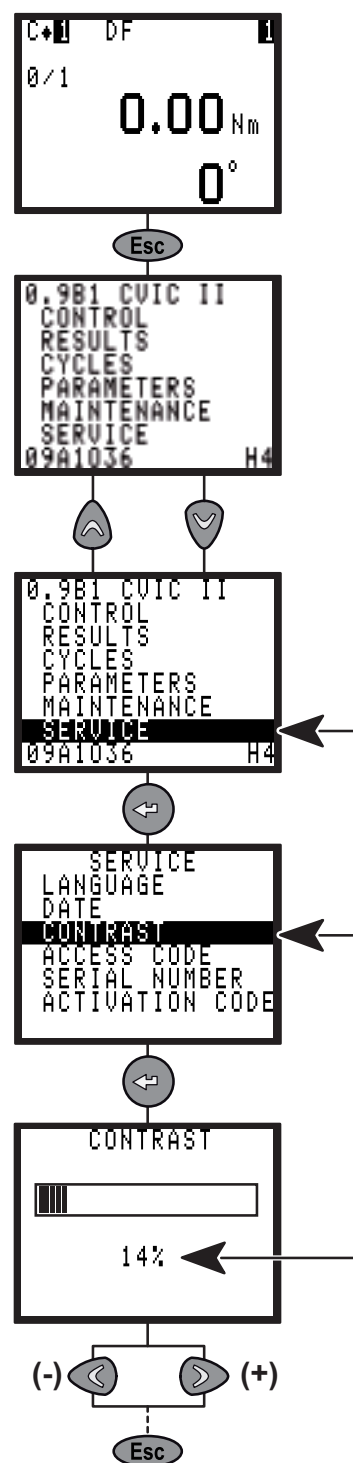 C♦1 DF 1
0/1
0.00 Nm
0°
Esc
0.9B1 CVIC II
CONTROL
RESULTS
CYCLES
PARAMETERS
MAINTENANCE
SERVICE
09A1036 H4
0.9B1 CVIC II
CONTROL
RESULTS
CYCLES
PARAMETERS
MAINTENANCE
SERVICE
09A1036 H4
SERVICE
LANGUAGE
DATE
CONTRAST
ACCESS CODE
SERIAL NUMBER
ACTIVATION CODE
CONTRAST
14%
(-) (+)
Esc